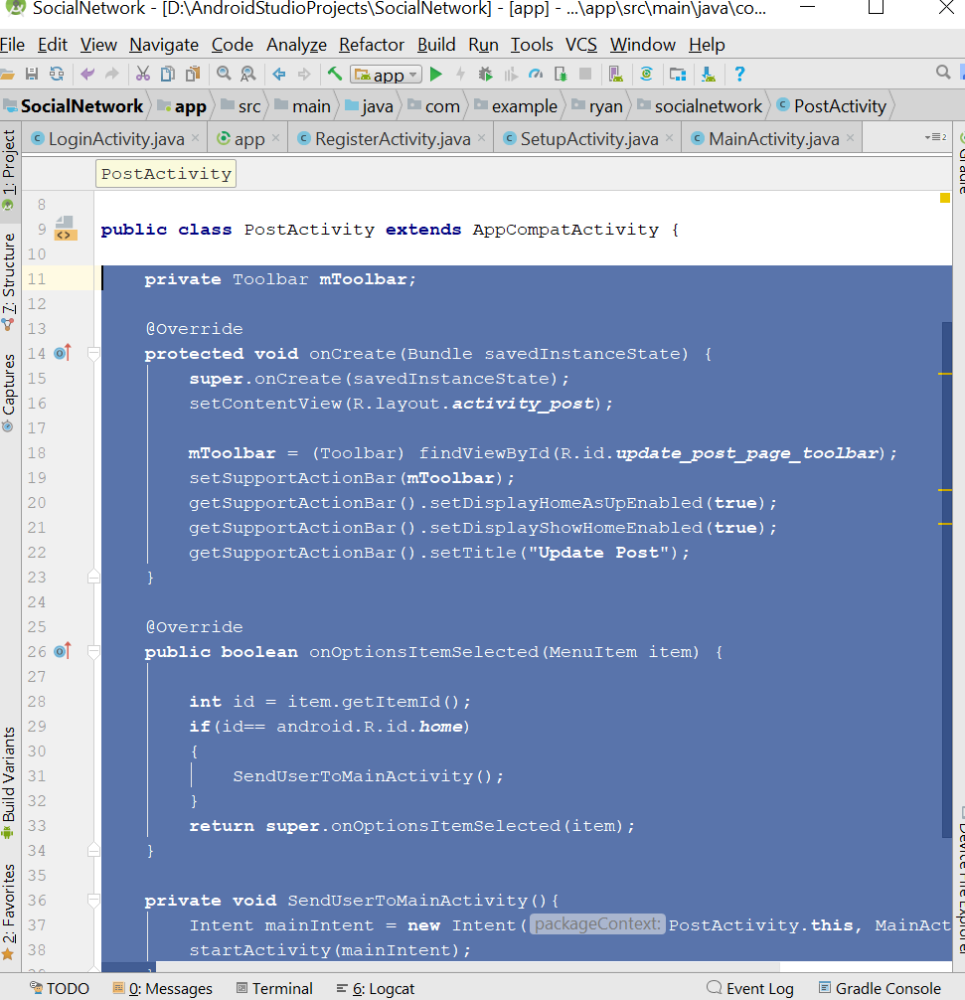 SocialNetwork - [D:\AndroidStudioProjects\SocialNetwork] - [app] - ...\app\src\main\java\co...
File Edit View Navigate Code Analyze Refactor Build Run Tools VCS Window Help
app
SocialNetwork app src main java com example ryan socialnetwork PostActivity
LoginActivity.java app RegisterActivity.java SetupActivity.java MainActivity.java
1: Project
7: Structure
Captures
Build Variants
2: Favorites
Gradle
Device File Explorer
PostActivity
8
9 public class PostActivity extends AppCompatActivity {
10
11 private Toolbar mToolbar;
12
13 @Override
14 protected void onCreate(Bundle savedInstanceState) {
15 super.onCreate(savedInstanceState);
16 setContentView(R.layout.activity_post);
17
18 mToolbar = (Toolbar) findViewById(R.id.update_post_page_toolbar);
19 setSupportActionBar(mToolbar);
20 getSupportActionBar().setDisplayHomeAsUpEnabled(true);
21 getSupportActionBar().setDisplayShowHomeEnabled(true);
22 getSupportActionBar().setTitle("Update Post");
23 }
24
25 @Override
26 public boolean onOptionsItemSelected(MenuItem item) {
27
28 int id = item.getItemId();
29 if(id== android.R.id.home)
30 {
31 SendUserToMainActivity();
32 }
33 return super.onOptionsItemSelected(item);
34 }
35
36 private void SendUserToMainActivity(){
37 Intent mainIntent = new Intent( packageContext: PostActivity.this, MainAct
38 startActivity(mainIntent);
TODO 0: Messages Terminal 6: Logcat Event Log Gradle Console